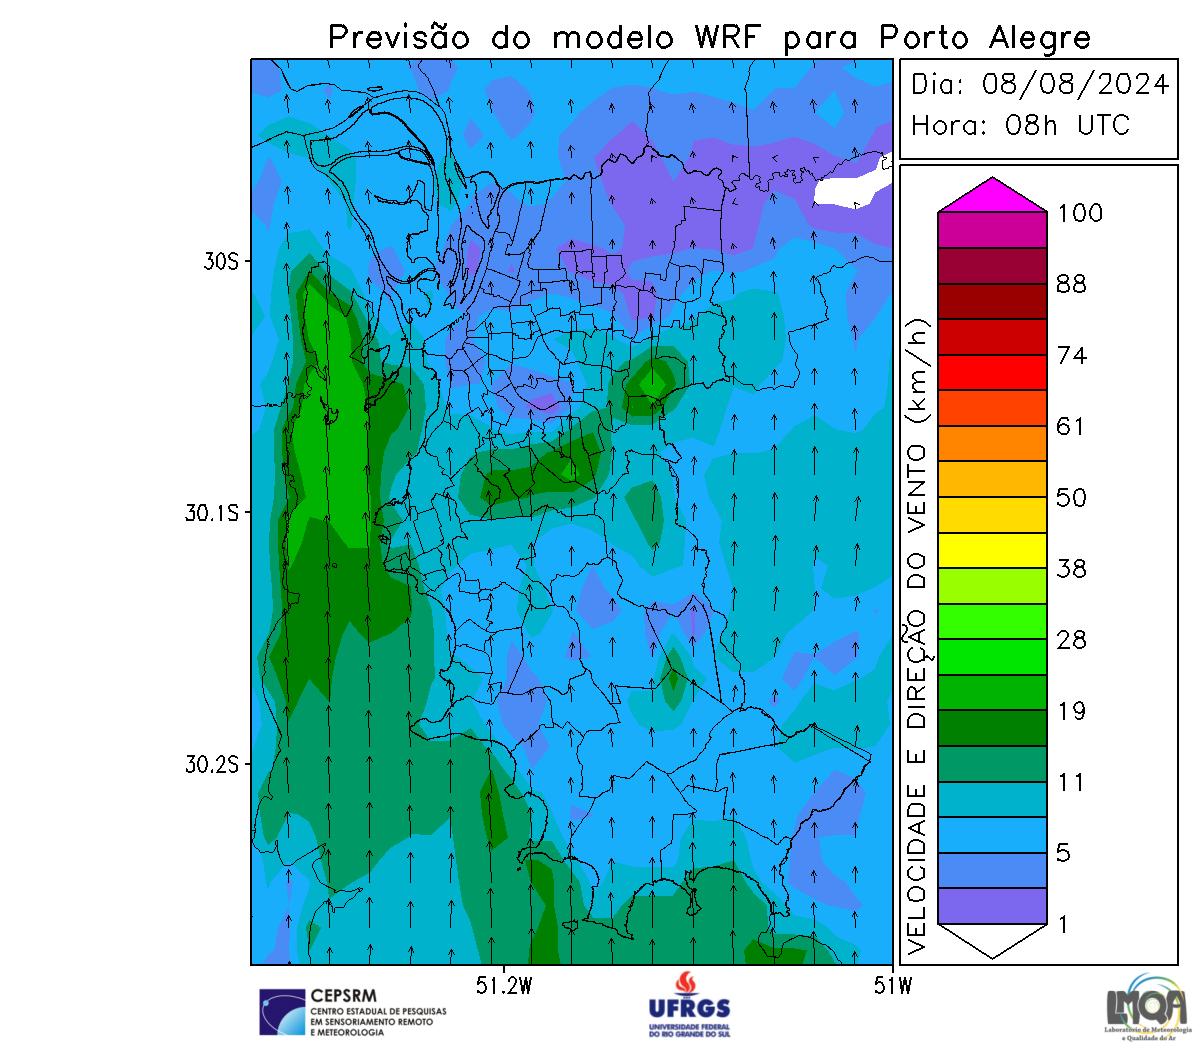 Previsão do modelo WRF para Porto Alegre
Dia: 08/08/2024
Hora: 08h UTC
30S
30.1S
30.2S
51.2W
51W
VELOCIDADE E DIREÇÃO DO VENTO (km/h)
100
88
74
61
50
38
28
19
11
5
1
CEPSRM
CENTRO ESTADUAL DE PESQUISAS
EM SENSORIAMENTO REMOTO
E METEOROLOGIA
UFRGS
UNIVERSIDADE FEDERAL
DO RIO GRANDE DO SUL
LMQA
Laboratório de Meteorologia
e Qualidade do Ar